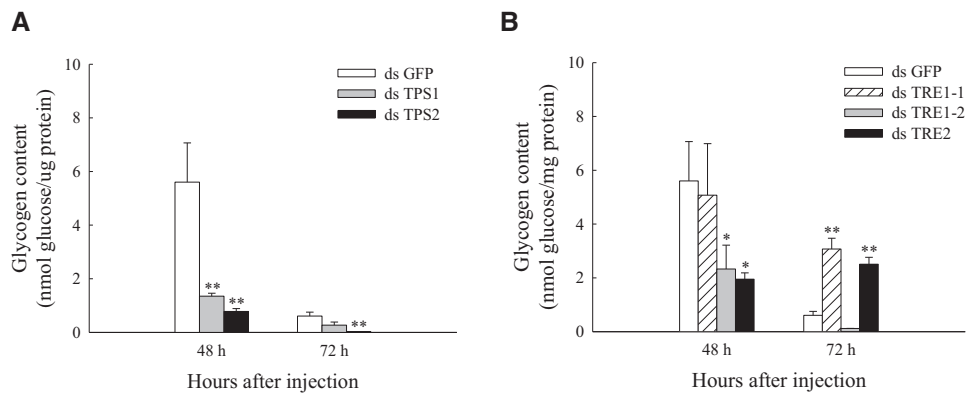 A
10
8
6
4
2
0
Glycogen content
(nmol glucose/ug protein)
ds GFP
ds TPS1
ds TPS2
**
**
**
48 h
72 h
Hours after injection
B
10
8
6
4
2
0
Glycogen content
(nmol glucose/mg protein)
ds GFP
ds TRE1-1
ds TRE1-2
ds TRE2
*
*
**
**
48 h
72 h
Hours after injection